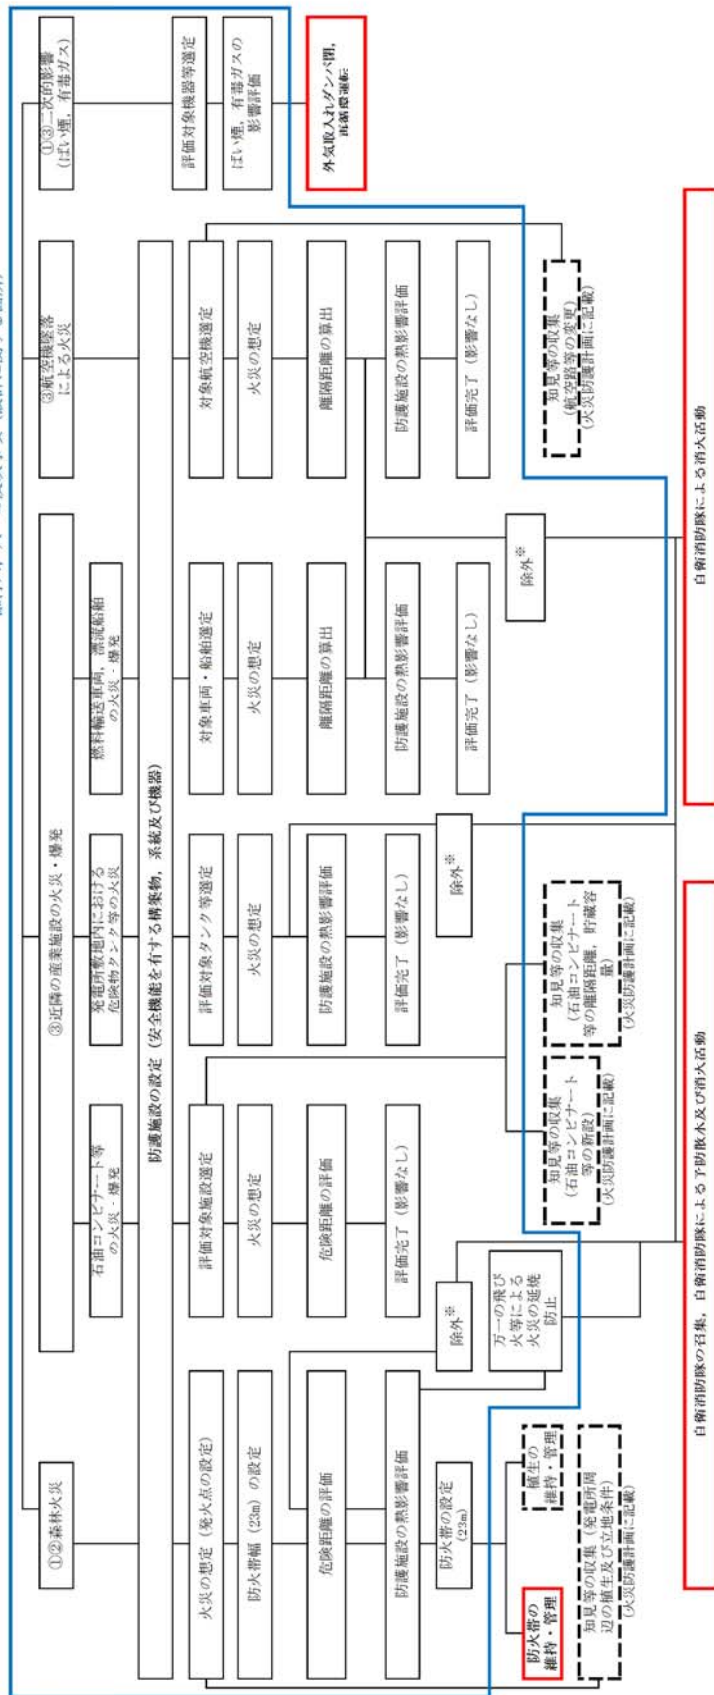 ①②森林火災
③近隣の産業施設の火災・爆発
③航空機墜落
による火災
①③二次的影響
(ばい煙，有毒ガス)
石油コンビナート等
の火災・爆発
発電所敷地内における
危険物タンク等の火災
燃料輸送車両，漂流船舶
の火災・爆発
防護施設の設定（安全機能を有する構築物，系統及び機器）
火災の想定（発火点の設定）
評価対象施設選定
評価対象タンク等選定
対象車両・船舶選定
対象航空機選定
評価対象機器等選定
防火帯幅（23m）の設定
火災の想定
火災の想定
火災の想定
火災の想定
ばい煙，有毒ガスの
影響評価
危険距離の評価
危険距離の評価
防護施設の熱影響評価
離隔距離の算出
離隔距離の算出
外気取入れダンパ閉，
再循環運転
防護施設の熱影響評価
評価完了（影響なし）
評価完了（影響なし）
防護施設の熱影響評価
防護施設の熱影響評価
防火帯の設定
(23m)
除外※
除外※
評価完了（影響なし）
評価完了（影響なし）
防火帯の
維持・管理
植生の
維持・管理
万一の飛び
火等による
火災の延焼
防止
除外※
知見等の収集（発電所周
辺の植生及び立地条件）
(火災防護計画に記載)
知見等の収集
(石油コンビナート
等の新設)
(火災防護計画に記載)
知見等の収集
(石油コンビナート
等の離隔距離，貯蔵容
量)
(火災防護計画に記載)
知見等の収集
(航空路等の変更)
(火災防護計画に記載)
自衛消防隊の召集，自衛消防隊による予防散水及び消火活動
自衛消防隊による消火活動